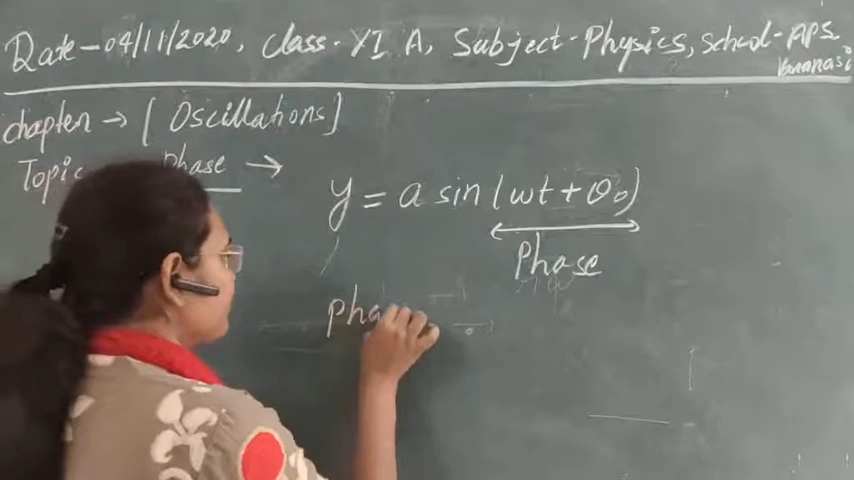 Date - 04/11/2020, Class - XI A, Subject - Physics, School - APS, Varanasi
chapter → [Oscillations]
Topic phase →
y = a sin (ωt + θ₀)
Phase
pha